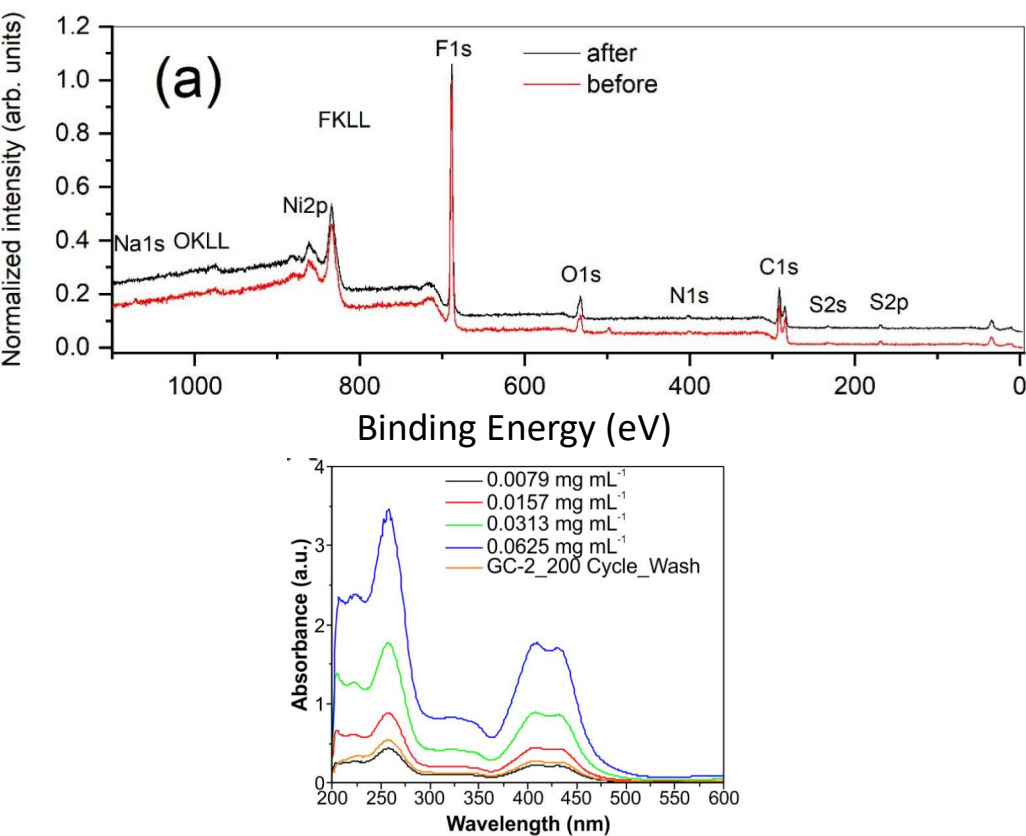 (a)
Normalized intensity (arb. units)
1.2
1.0
0.8
0.6
0.4
0.2
0.0
after
before
Na1s
OKLL
Ni2p
FKLL
F1s
O1s
N1s
C1s
S2s
S2p
1000
800
600
400
200
0
Binding Energy (eV)
Absorbance (a.u.)
4
3
2
1
0
0.0079 mg mL⁻¹
0.0157 mg mL⁻¹
0.0313 mg mL⁻¹
0.0625 mg mL⁻¹
GC-2_200 Cycle_Wash
200 250 300 350 400 450 500 550 600
Wavelength (nm)